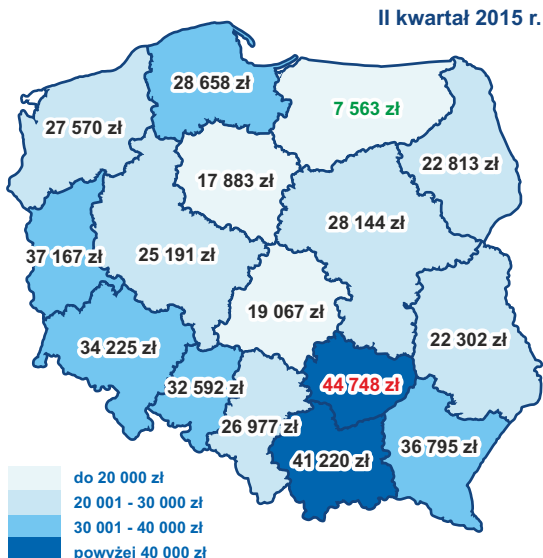 II kwartał 2015 r.
28 658 zł
7 563 zł
27 570 zł
22 813 zł
17 883 zł
28 144 zł
37 167 zł
25 191 zł
19 067 zł
22 302 zł
34 225 zł
32 592 zł
44 748 zł
26 977 zł
36 795 zł
41 220 zł
do 20 000 zł
20 001 - 30 000 zł
30 001 - 40 000 zł
powyżej 40 000 zł